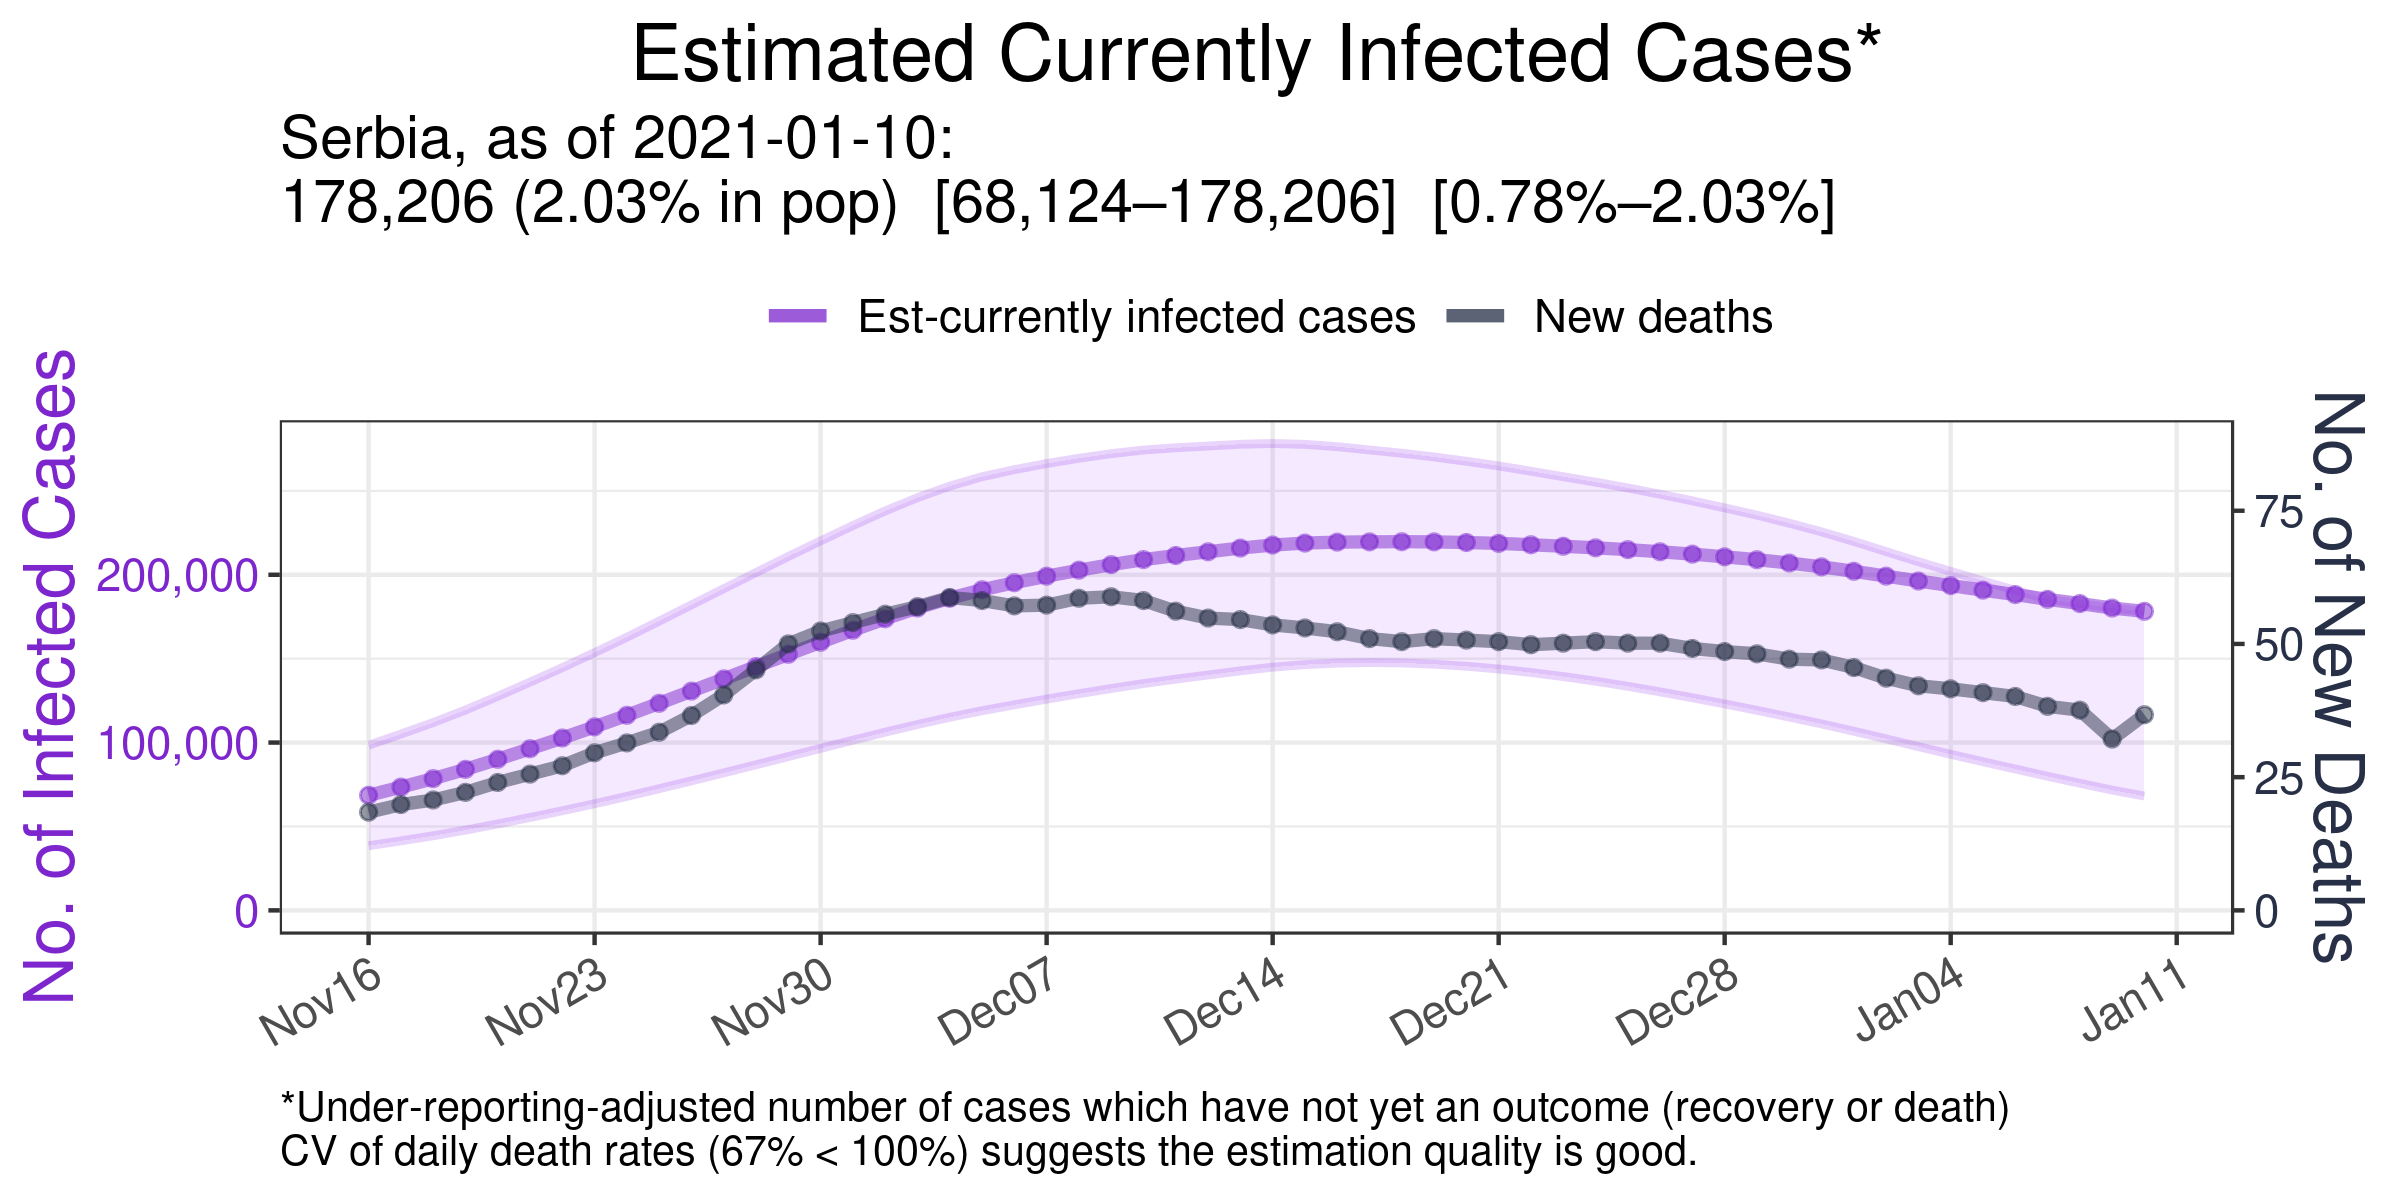 Estimated Currently Infected Cases*
Serbia, as of 2021-01-10:
178,206 (2.03% in pop)  [68,124–178,206]  [0.78%–2.03%]
Est-currently infected cases
New deaths
No. of Infected Cases
200,000
100,000
0
No. of New Deaths
75
50
25
0
Nov16
Nov23
Nov30
Dec07
Dec14
Dec21
Dec28
Jan04
Jan11
*Under-reporting-adjusted number of cases which have not yet an outcome (recovery or death)
CV of daily death rates (67% < 100%) suggests the estimation quality is good.